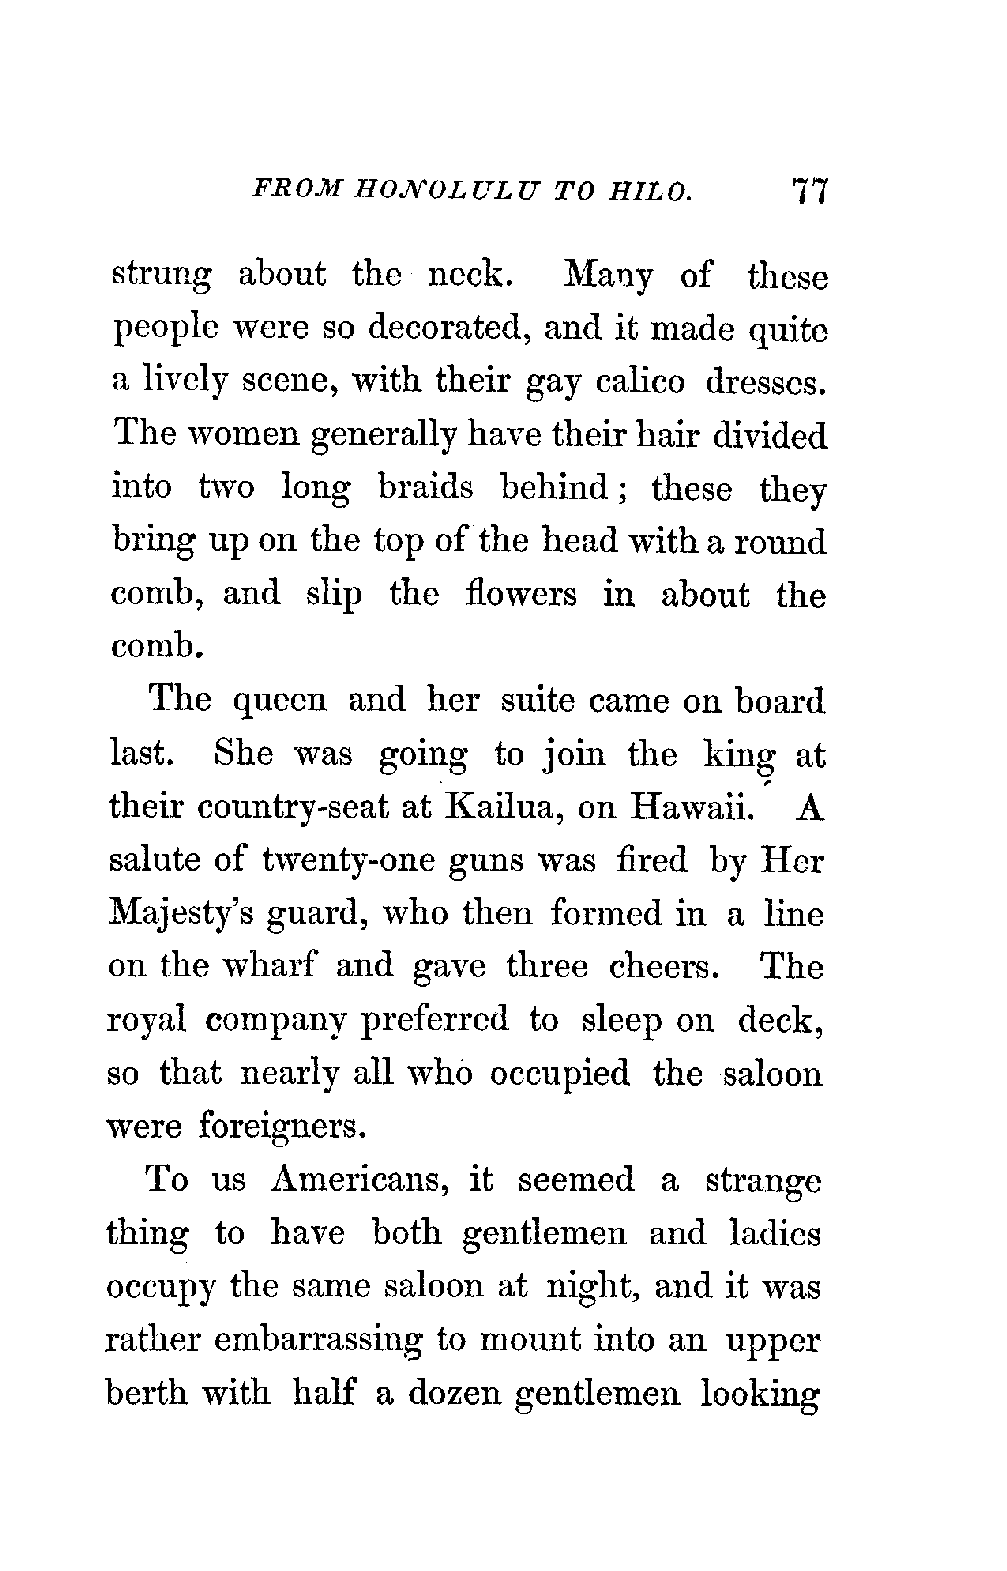 FROM HONOLULU TO HILO. 77
strung about the neck. Many of these
people were so decorated, and it made quite
a lively scene, with their gay calico dresses.
The women generally have their hair divided
into two long braids behind; these they
bring up on the top of the head with a round
comb, and slip the flowers in about the
comb.
The queen and her suite came on board
last. She was going to join the king at
their country-seat at Kailua, on Hawaii. A
salute of twenty-one guns was fired by Her
Majesty's guard, who then formed in a line
on the wharf and gave three cheers. The
royal company preferred to sleep on deck,
so that nearly all who occupied the saloon
were foreigners.
To us Americans, it seemed a strange
thing to have both gentlemen and ladies
occupy the same saloon at night, and it was
rather embarrassing to mount into an upper
berth with half a dozen gentlemen looking